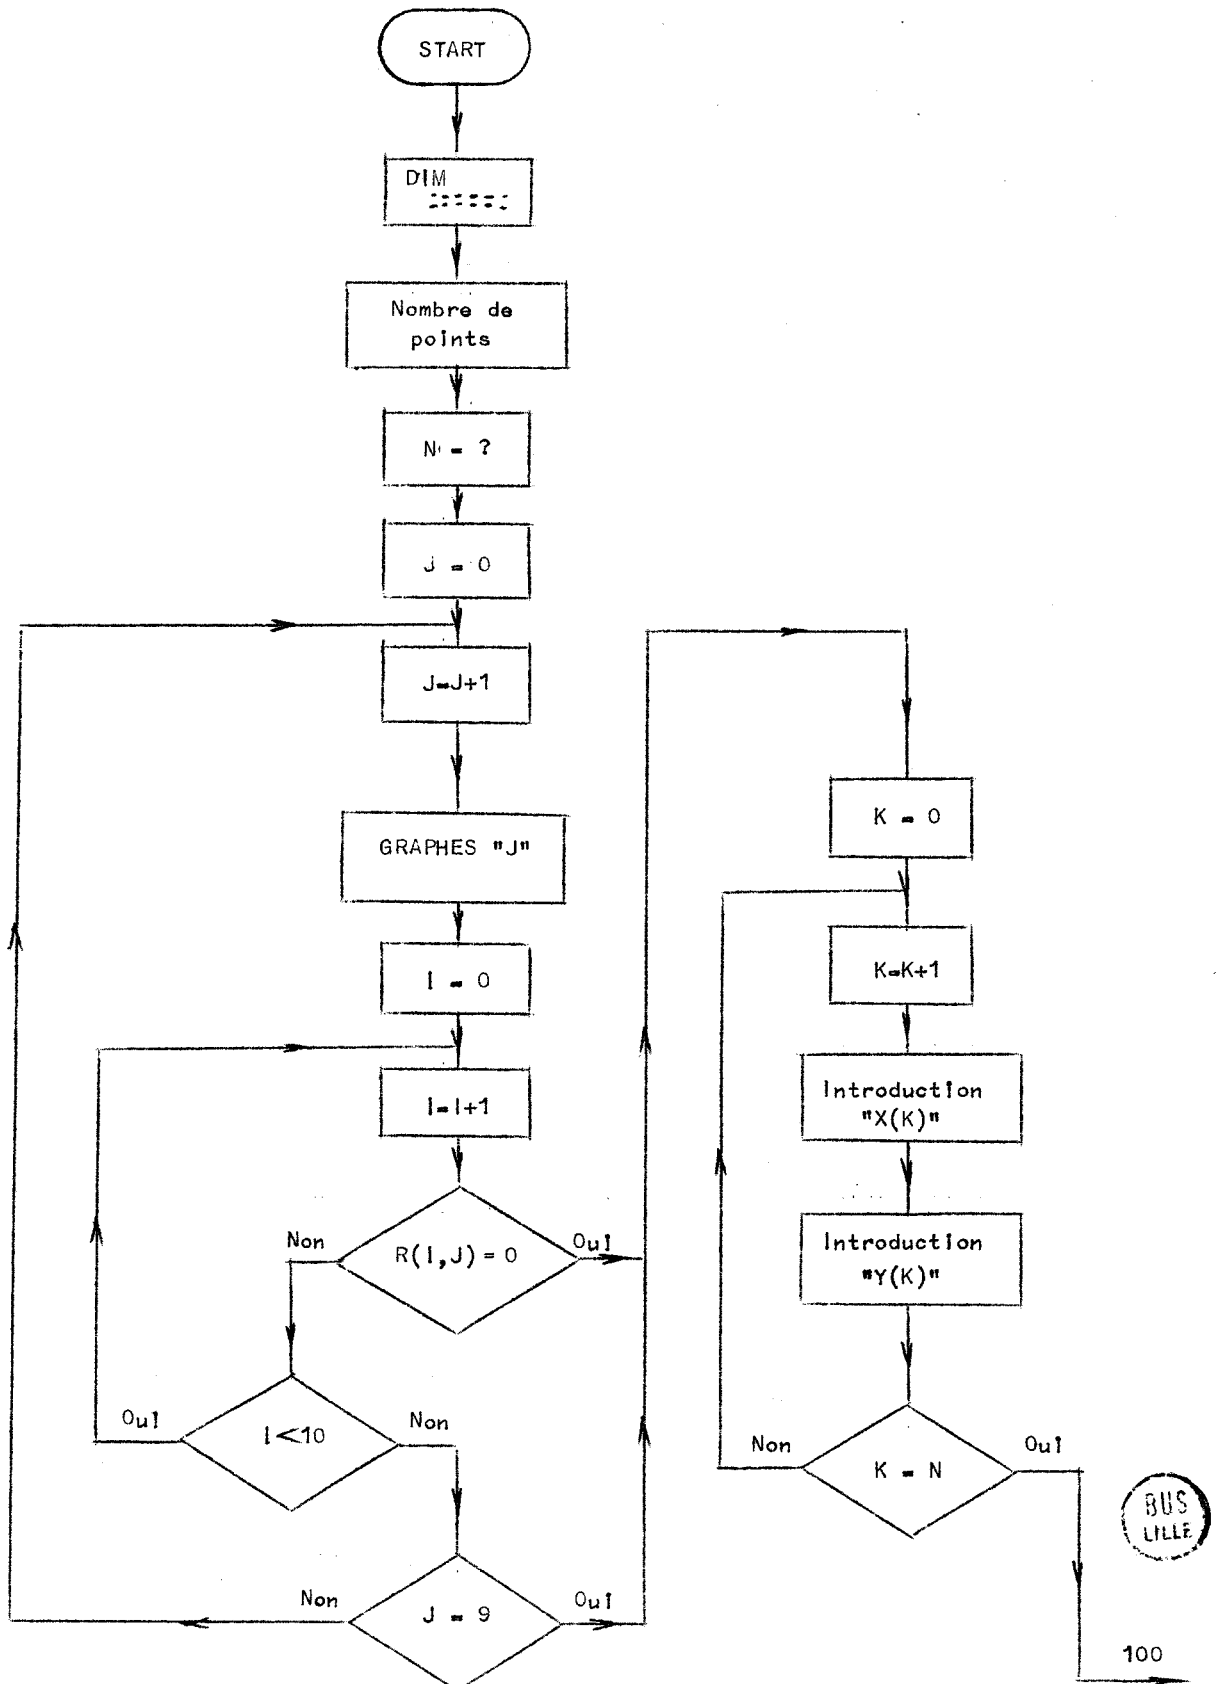 START
DIM
Nombre de
points
N = ?
J = 0
J=J+1
GRAPHES "J"
I = 0
I=I+1
Non
R(I,J) = 0
Oui
Oui
I<10
Non
Non
J = 9
Oui
K = 0
K=K+1
Introduction
"X(K)"
Introduction
"Y(K)"
Non
K = N
Oui
BUS
LILLE
100